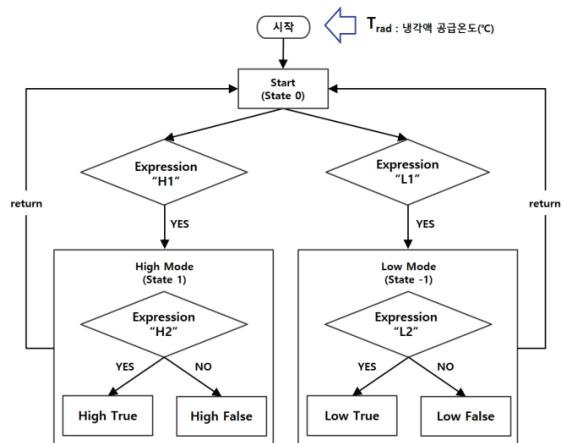 시작
T rad : 냉각액 공급온도(℃)
Start
(State 0)
Expression
"H1"
Expression
"L1"
return
YES
YES
return
High Mode
(State 1)
Expression
"H2"
YES
NO
High True
High False
Low Mode
(State -1)
Expression
"L2"
YES
NO
Low True
Low False